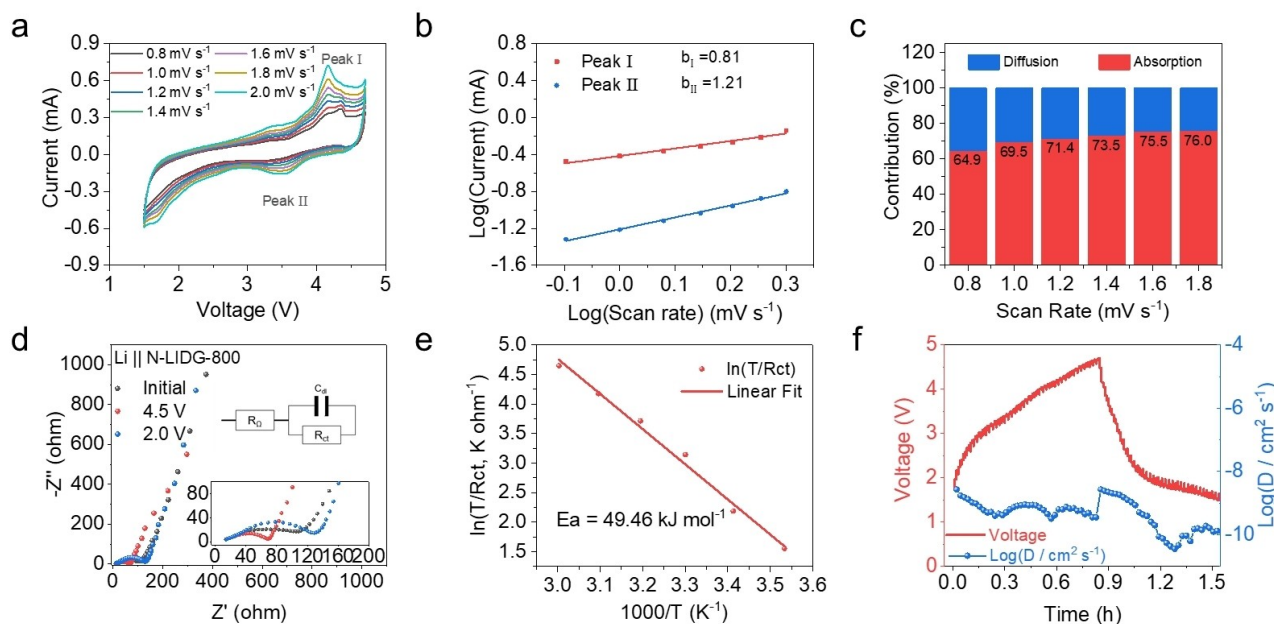 a
0.9
0.6
0.3
0.0
-0.3
-0.6
-0.9
Current (mA)
0.8 mV s⁻¹
1.0 mV s⁻¹
1.2 mV s⁻¹
1.4 mV s⁻¹
1.6 mV s⁻¹
1.8 mV s⁻¹
2.0 mV s⁻¹
Peak I
Peak II
1 2 3 4 5
Voltage (V)
b
0.8
0.4
0.0
-0.4
-0.8
-1.2
-1.6
Log(Current) (mA)
Peak I b_I =0.81
Peak II b_II =1.21
-0.1 0.0 0.1 0.2 0.3
Log(Scan rate) (mV s⁻¹)
c
120
100
80
60
40
20
0
Contribution (%)
Diffusion Absorption
64.9 69.5 71.4 73.5 75.5 76.0
0.8 1.0 1.2 1.4 1.6 1.8
Scan Rate (mV s⁻¹)
d
1000
800
600
400
200
0
-Z'' (ohm)
Li || N-LIDG-800
Initial
4.5 V
2.0 V
R_Ω
C_dl
R_ct
80
40
0
0 40 80 120 160 200
0 200 400 600 800 1000
Z' (ohm)
e
5.0
4.5
4.0
3.5
3.0
2.5
2.0
1.5
ln(T/Rct, K ohm⁻¹)
ln(T/Rct)
Linear Fit
Ea = 49.46 kJ mol⁻¹
3.0 3.1 3.2 3.3 3.4 3.5 3.6
1000/T (K⁻¹)
f
5
4
3
2
1
0
Voltage (V)
Voltage
Log(D / cm² s⁻¹)
-4
-6
-8
-10
Log(D / cm² s⁻¹)
0.0 0.3 0.6 0.9 1.2 1.5
Time (h)